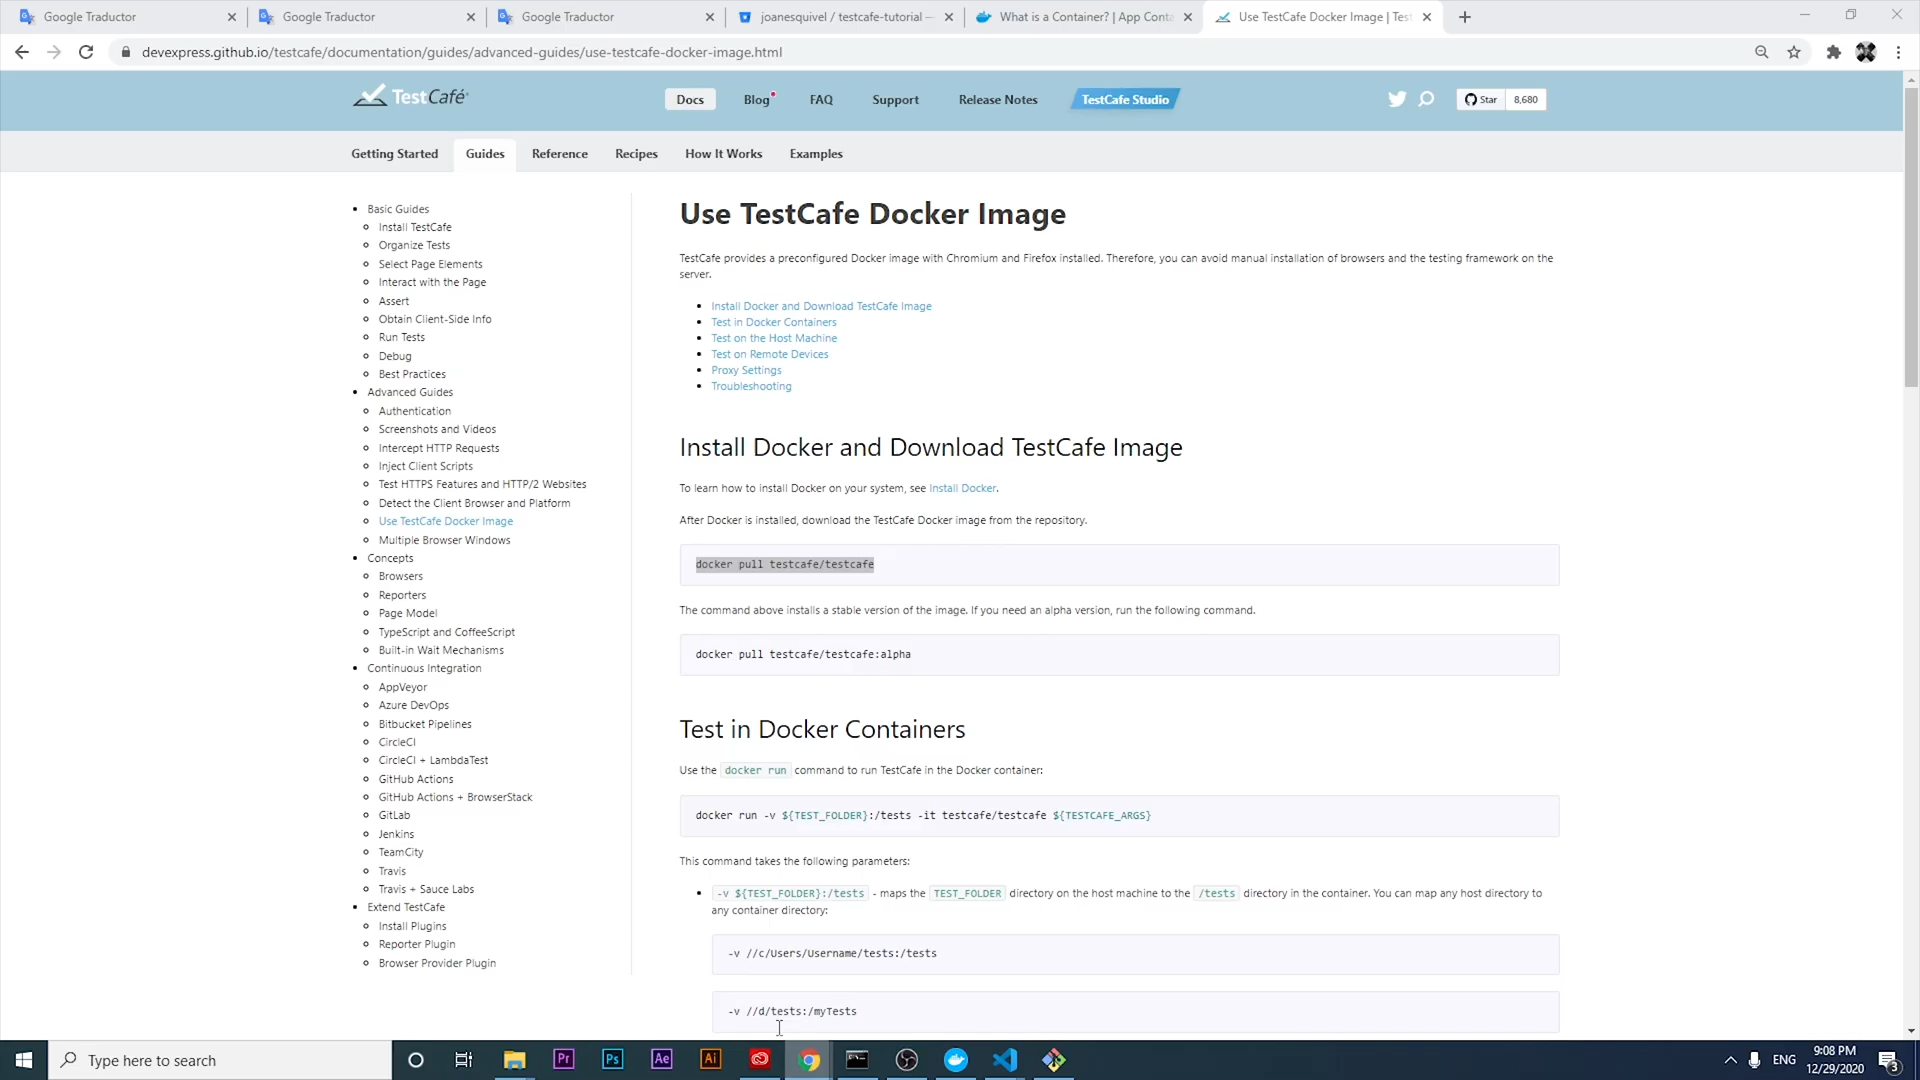 Google Traductor
Google Traductor
Google Traductor
joanesquivel / testcafe-tutorial —
What is a Container? | App Conta
Use TestCafe Docker Image | Test
devexpress.github.io/testcafe/documentation/guides/advanced-guides/use-testcafe-docker-image.html
TestCafé
Docs
Blog
FAQ
Support
Release Notes
TestCafe Studio
Star
8,680
Getting Started
Guides
Reference
Recipes
How It Works
Examples
Basic Guides
Install TestCafe
Organize Tests
Select Page Elements
Interact with the Page
Assert
Obtain Client-Side Info
Run Tests
Debug
Best Practices
Advanced Guides
Authentication
Screenshots and Videos
Intercept HTTP Requests
Inject Client Scripts
Test HTTPS Features and HTTP/2 Websites
Detect the Client Browser and Platform
Use TestCafe Docker Image
Multiple Browser Windows
Concepts
Browsers
Reporters
Page Model
TypeScript and CoffeeScript
Built-in Wait Mechanisms
Continuous Integration
AppVeyor
Azure DevOps
Bitbucket Pipelines
CircleCI
CircleCI + LambdaTest
GitHub Actions
GitHub Actions + BrowserStack
GitLab
Jenkins
TeamCity
Travis
Travis + Sauce Labs
Extend TestCafe
Install Plugins
Reporter Plugin
Browser Provider Plugin
Use TestCafe Docker Image
TestCafe provides a preconfigured Docker image with Chromium and Firefox installed. Therefore, you can avoid manual installation of browsers and the testing framework on the
server.
Install Docker and Download TestCafe Image
Test in Docker Containers
Test on the Host Machine
Test on Remote Devices
Proxy Settings
Troubleshooting
Install Docker and Download TestCafe Image
To learn how to install Docker on your system, see Install Docker.
After Docker is installed, download the TestCafe Docker image from the repository.
docker pull testcafe/testcafe
The command above installs a stable version of the image. If you need an alpha version, run the following command.
docker pull testcafe/testcafe:alpha
Test in Docker Containers
Use the docker run command to run TestCafe in the Docker container:
docker run -v ${TEST_FOLDER}:/tests -it testcafe/testcafe ${TESTCAFE_ARGS}
This command takes the following parameters:
-v ${TEST_FOLDER}:/tests - maps the TEST_FOLDER directory on the host machine to the /tests directory in the container. You can map any host directory to
any container directory:
-v //c/Users/Username/tests:/tests
-v //d/tests:/myTests
Type here to search
Pr
Ps
Ae
Ai
ENG
9:08 PM
12/29/2020
3